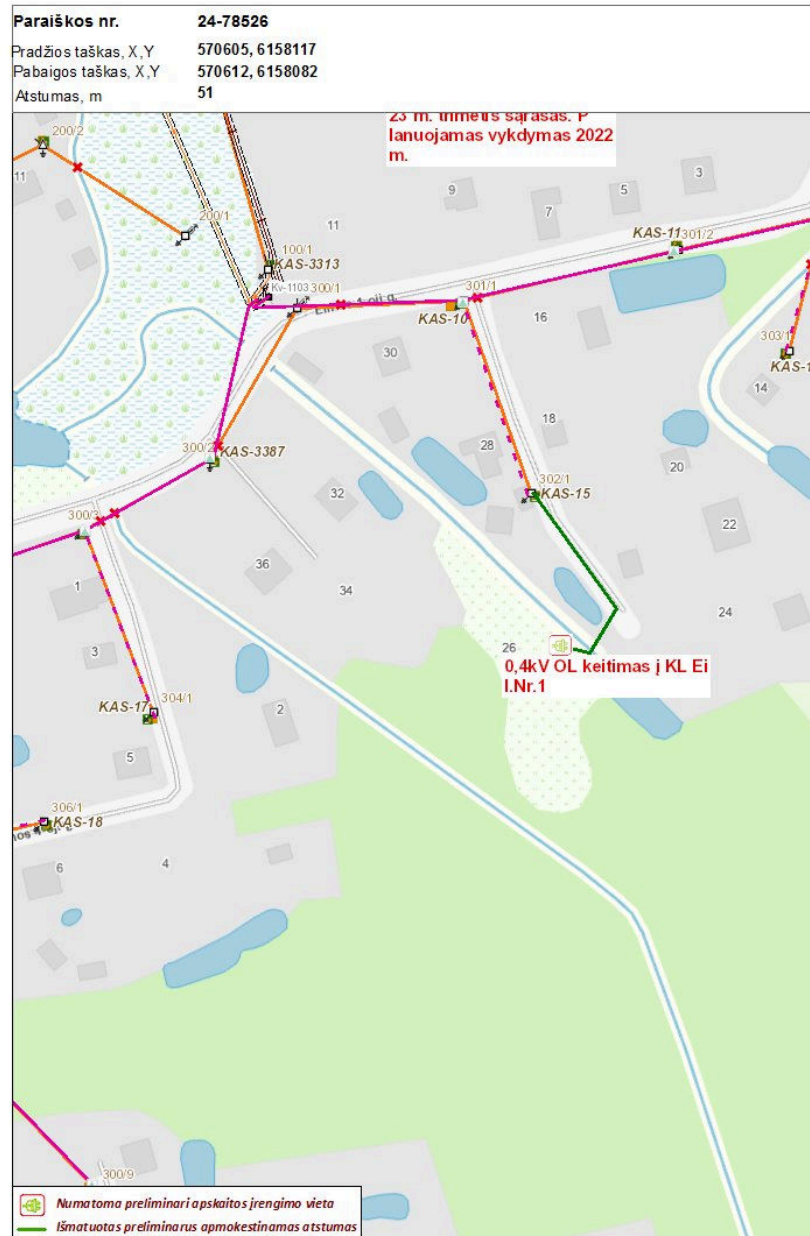 Paraiškos nr. 24-78526
Pradžios taškas, X,Y 570605, 6158117
Pabaigos taškas, X,Y 570612, 6158082
Atstumas, m 51
23 m. trimetis sąrašas. P
lanuojamas vykdymas 2022
m.
200/2
11
200/1
11
9
7
5
3
KAS-11
301/2
100/1
KAS-3313
Kv-1103
300/1
301/1
KAS-10
16
303/1
KAS-1
14
30
18
28
20
300/2
KAS-3387
32
302/1
KAS-15
22
300/3
36
34
1
24
26
0,4kV OL keitimas į KL Ei
l.Nr.1
3
304/1
KAS-17
2
5
306/1
KAS-18
6
4
300/9
Numatoma preliminari apskaitos įrengimo vieta
Išmatuotas preliminarus apmokestinamas atstumas